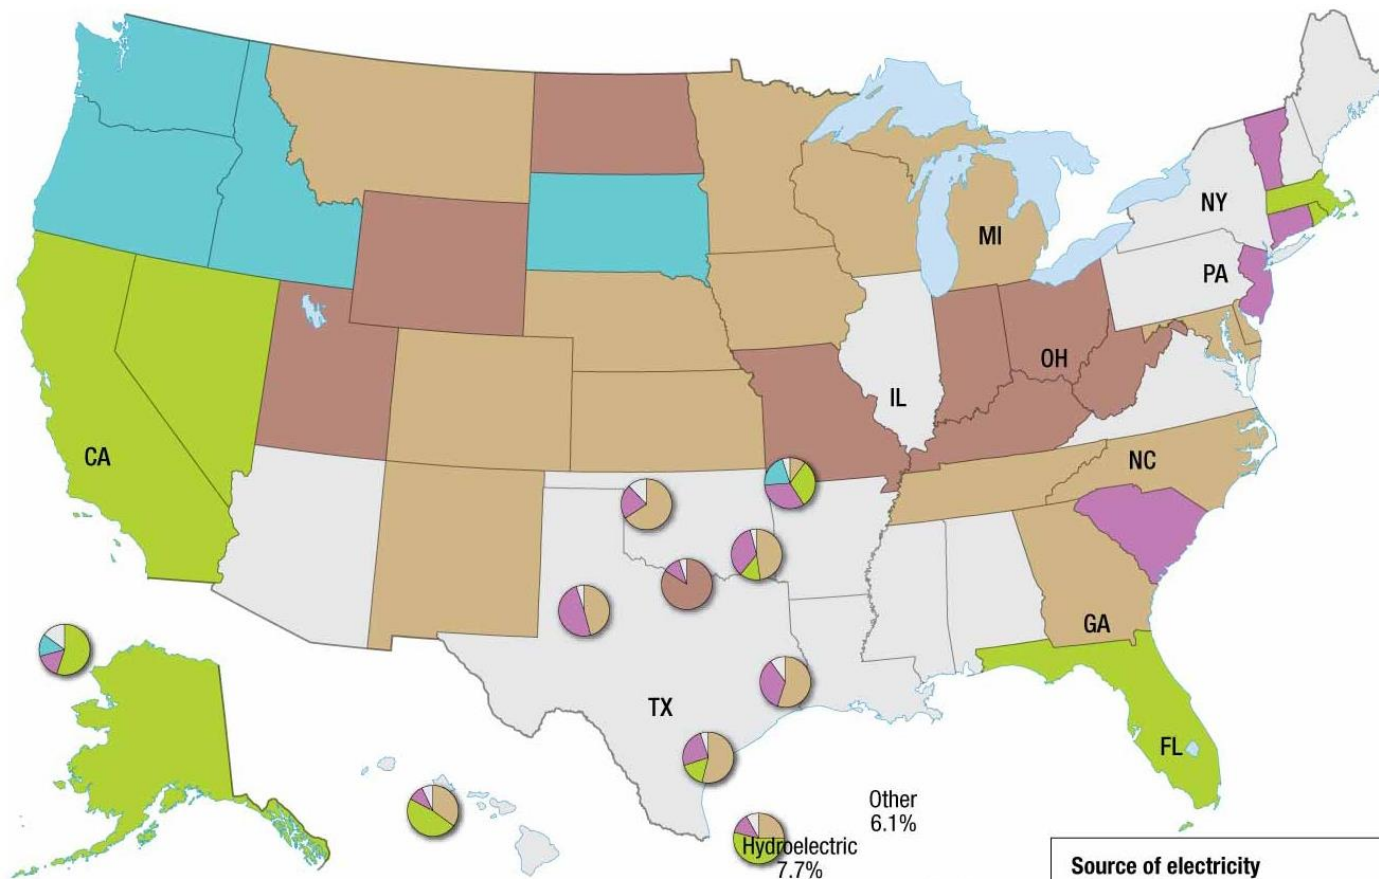 NY
MI
PA
OH
IL
CA
NC
GA
TX
FL
Other
6.1%
Hydroelectric
7.7%
Source of electricity